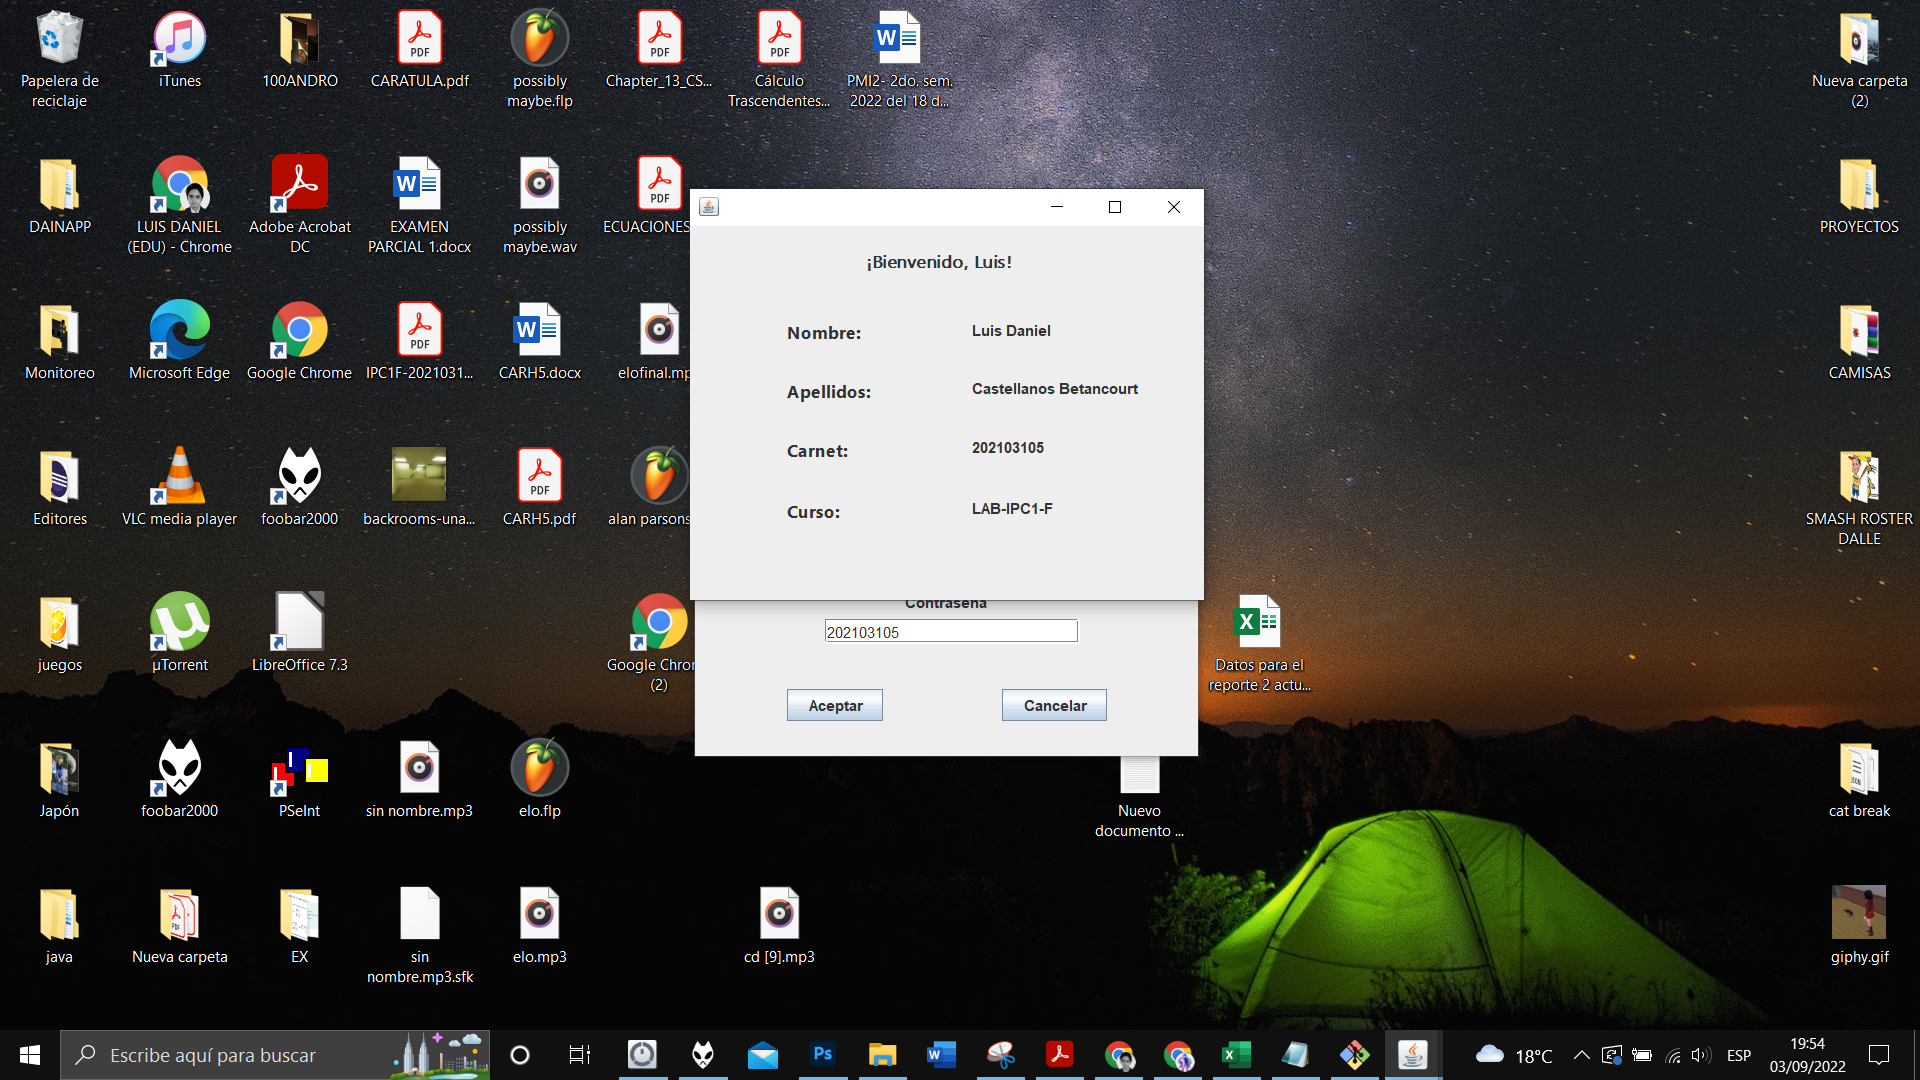 Papelera de
reciclaje
iTunes
100ANDRO
CARATULA.pdf
possibly
maybe.flp
Chapter_13_CS...
Cálculo
Trascendentes...
PMI2- 2do. sem.
2022 del 18 d...
Nueva carpeta
(2)
DAINAPP
LUIS DANIEL
(EDU) - Chrome
Adobe Acrobat
DC
EXAMEN
PARCIAL 1.docx
possibly
maybe.wav
ECUACIONES
PROYECTOS
¡Bienvenido, Luis!
Nombre:
Luis Daniel
Apellidos:
Castellanos Betancourt
Carnet:
202103105
Curso:
LAB-IPC1-F
Contraseña
202103105
Aceptar
Cancelar
Monitoreo
Microsoft Edge
Google Chrome
IPC1F-2021031...
CARH5.docx
elofinal.mp
CAMISAS
Editores
VLC media player
foobar2000
backrooms-una...
CARH5.pdf
alan parsons
SMASH ROSTER
DALLE
juegos
µTorrent
LibreOffice 7.3
Google Chror
(2)
Datos para el
reporte 2 actu...
Japón
foobar2000
PSeInt
sin nombre.mp3
elo.flp
Nuevo
documento ...
cat break
java
Nueva carpeta
EX
sin
nombre.mp3.sfk
elo.mp3
cd [9].mp3
giphy.gif
Escribe aquí para buscar
18°C
ESP
19:54
03/09/2022